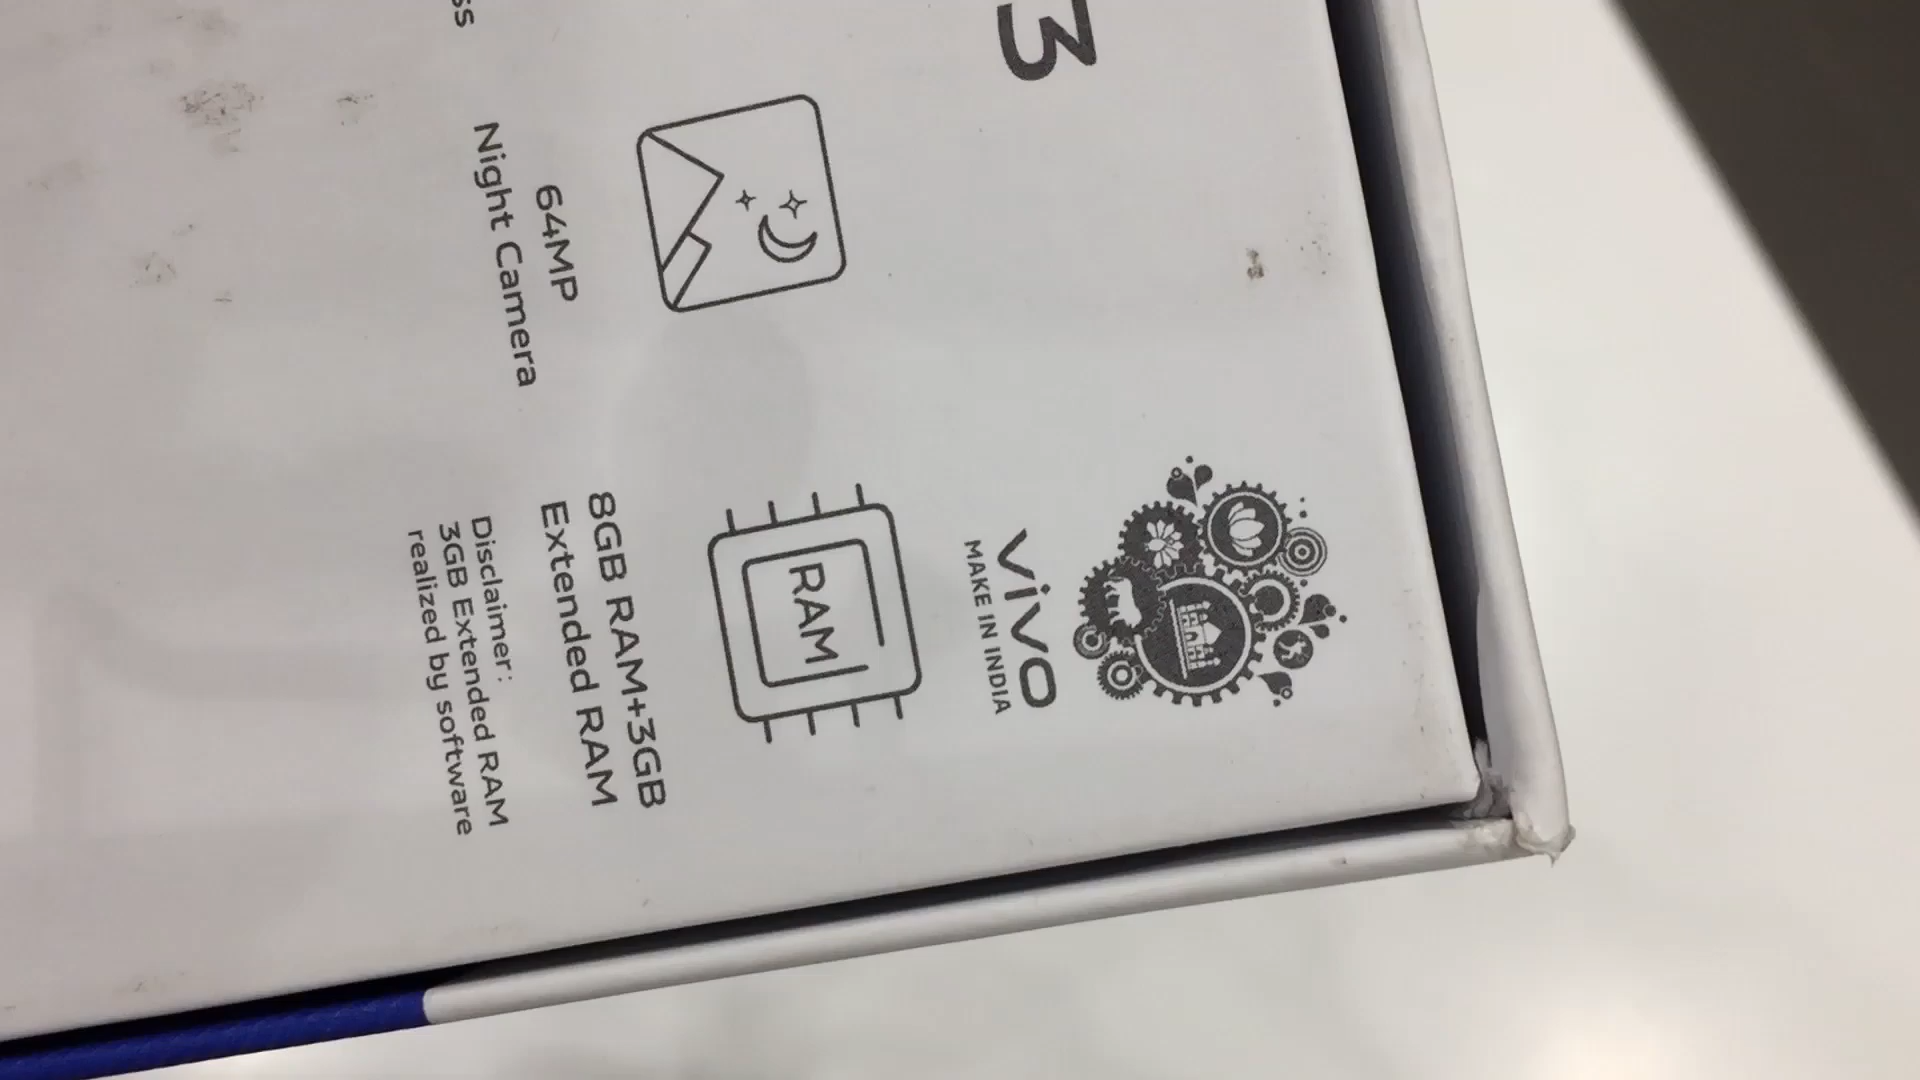 3
ss
64MP
Night Camera
vivo
MAKE IN INDIA
RAM
8GB RAM+3GB
Extended RAM
Disclaimer:
3GB Extended RAM
realized by software